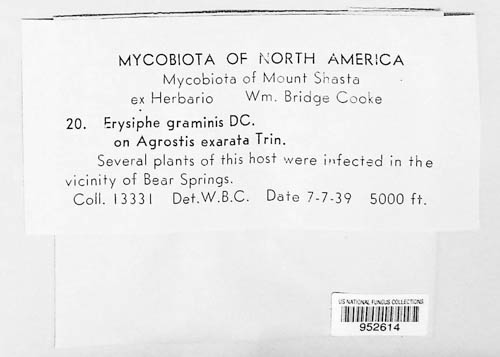 MYCOBIOTA OF NORTH AMERICA
Mycobiota of Mount Shasta
ex Herbario Wm. Bridge Cooke
20. Erysiphe graminis DC.
on Agrostis exarata Trin.
Several plants of this host were infected in the
vicinity of Bear Springs.
Coll. 13331 Det.W.B.C. Date 7-7-39 5000 ft.
US NATIONAL FUNGUS COLLECTIONS
952614